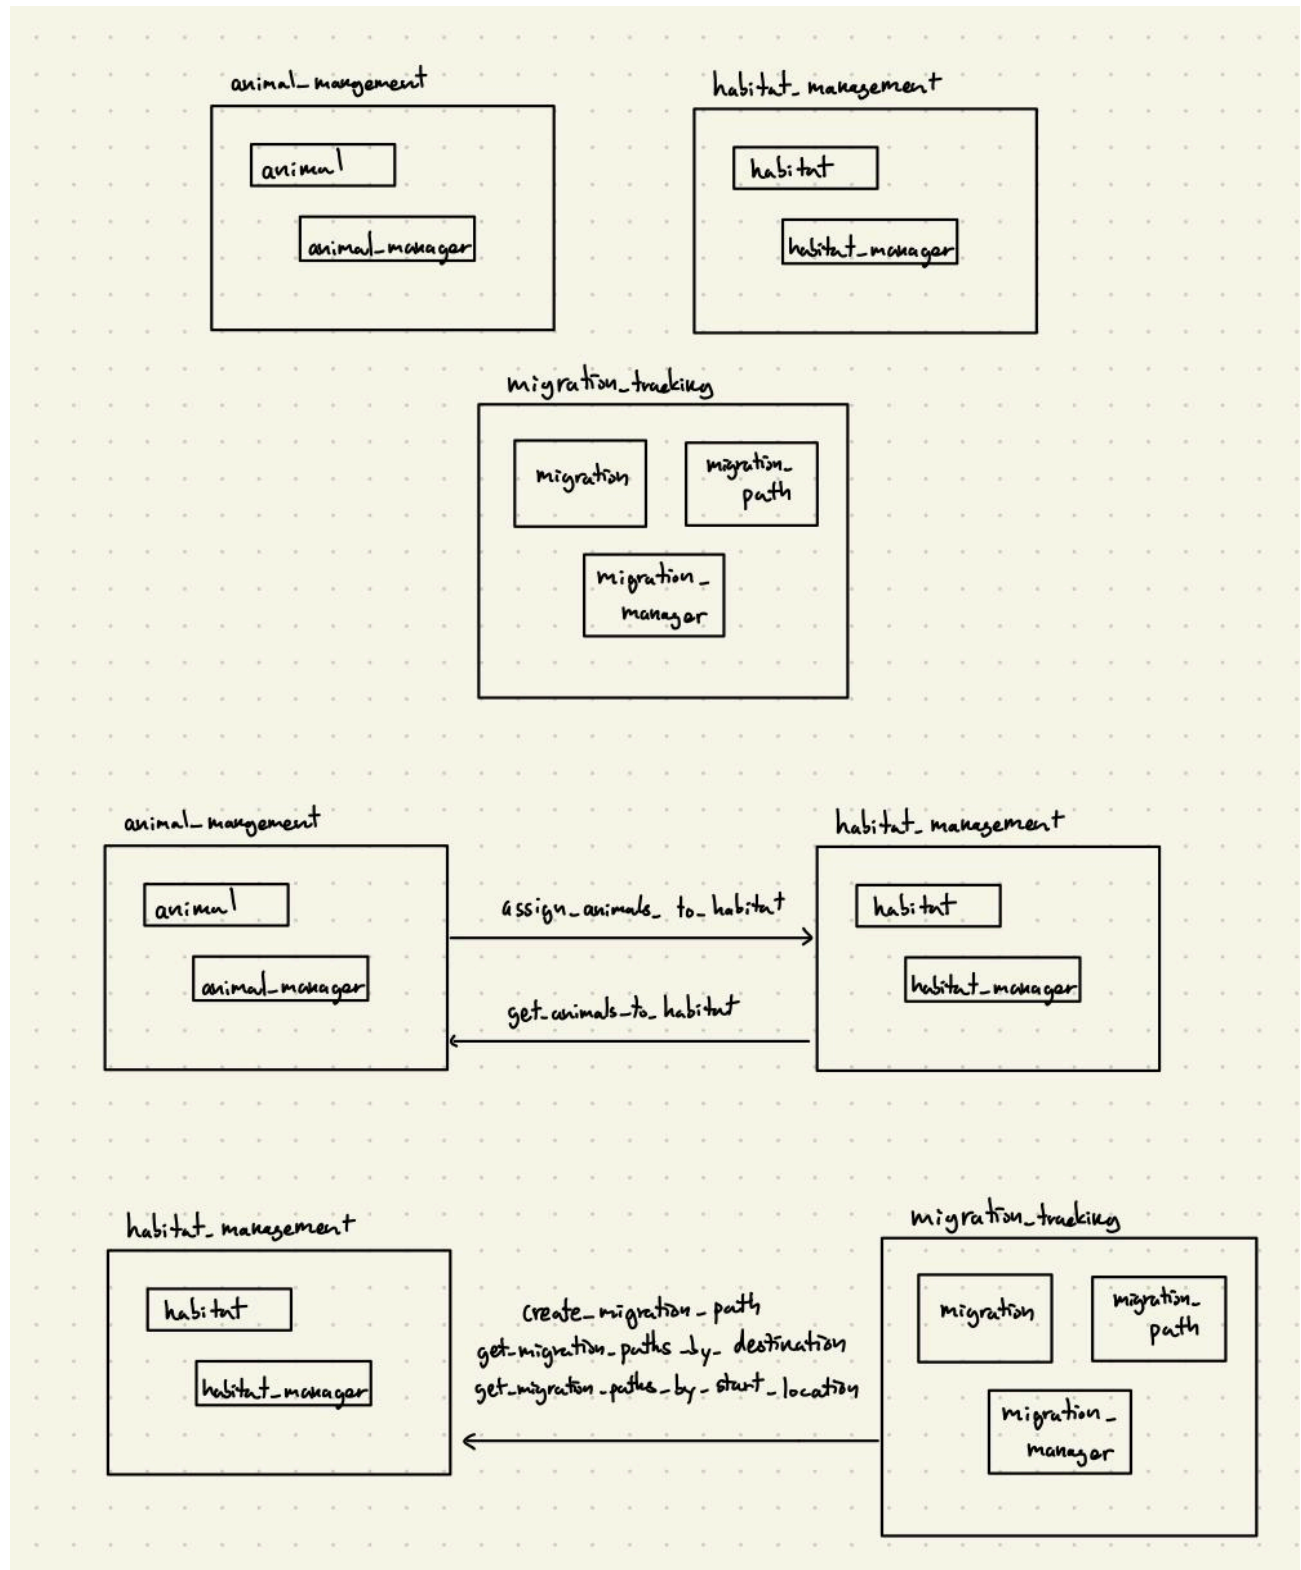 animal_mangement
habitat_management
animal
habitat
animal_manager
habitat_manager
migration_tracking
migration
migration_
path
migration_
manager
animal_mangement
habitat_management
animal
assign_animals_to_habitat
habitat
animal_manager
habitat_manager
get_animals_to_habitat
habitat_management
migration_tracking
habitat
create_migration_path
migration
migration_
path
get_migration_paths_by_destination
habitat_manager
get_migration_paths_by_start_location
migration_
manager